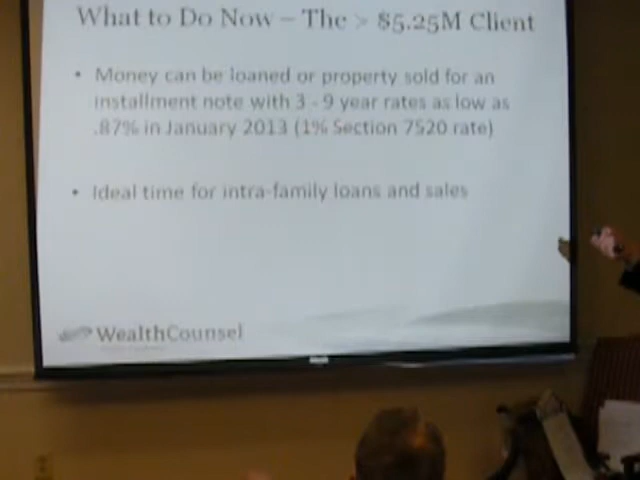 What to Do Now – The > $5.25M Client
• Money can be loaned or property sold for an
installment note with 3 - 9 year rates as low as
.87% in January 2013 (1% Section 7520 rate)
• Ideal time for intra-family loans and sales
WealthCounsel